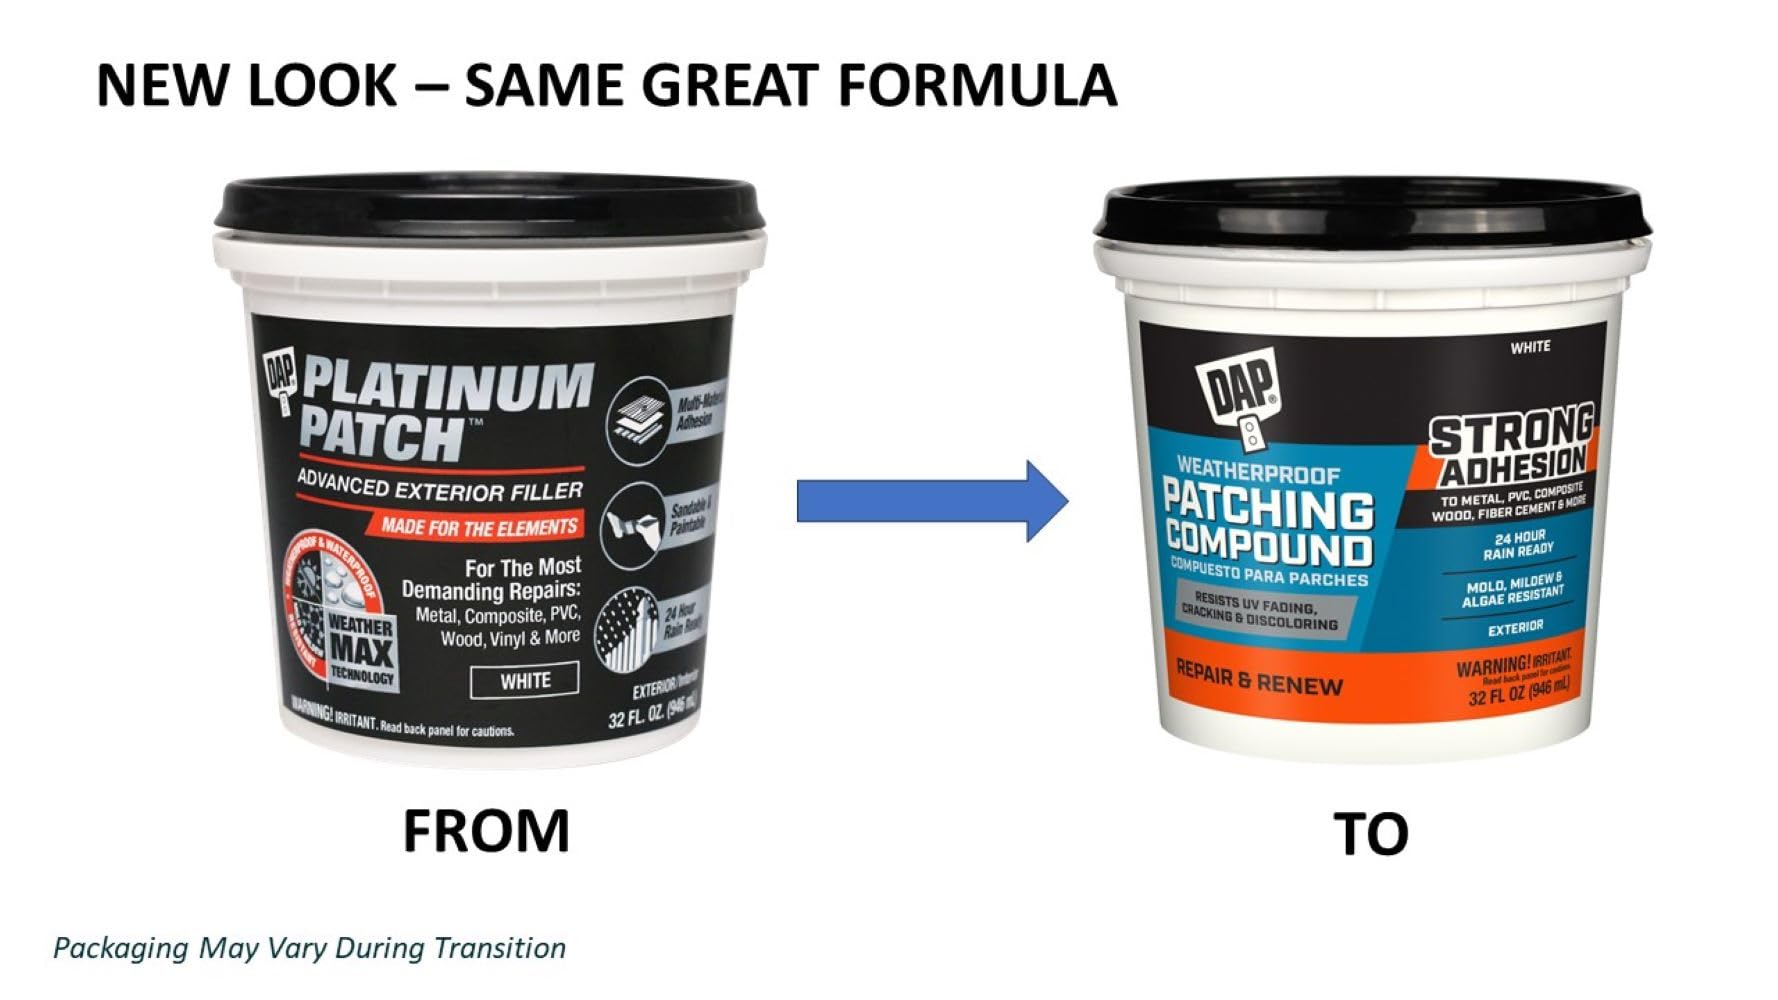 NEW LOOK – SAME GREAT FORMULA
DAP
PLATINUM
PATCH™
ADVANCED EXTERIOR FILLER
MADE FOR THE ELEMENTS
For The Most
Demanding Repairs:
Metal, Composite, PVC,
Wood, Vinyl & More
WHITE
WEATHERPROOF & WATERPROOF
RESISTANT
WEATHER
MAX
TECHNOLOGY
WARNING! IRRITANT. Read back panel for cautions.
Adhesion
Sandable &
Paintable
24 Hour
Rain Ready
EXTERIOR/Interior
32 FL. OZ. (946 mL)
FROM
WHITE
DAP®
WEATHERPROOF
PATCHING
COMPOUND
COMPUESTO PARA PARCHES
RESISTS UV FADING,
CRACKING & DISCOLORING
REPAIR & RENEW
STRONG
ADHESION
TO METAL, PVC, COMPOSITE
WOOD, FIBER CEMENT & MORE
24 HOUR
RAIN READY
MOLD, MILDEW &
ALGAE RESISTANT
EXTERIOR
WARNING! IRRITANT.
Read back panel for cautions.
32 FL OZ (946 mL)
TO
Packaging May Vary During Transition